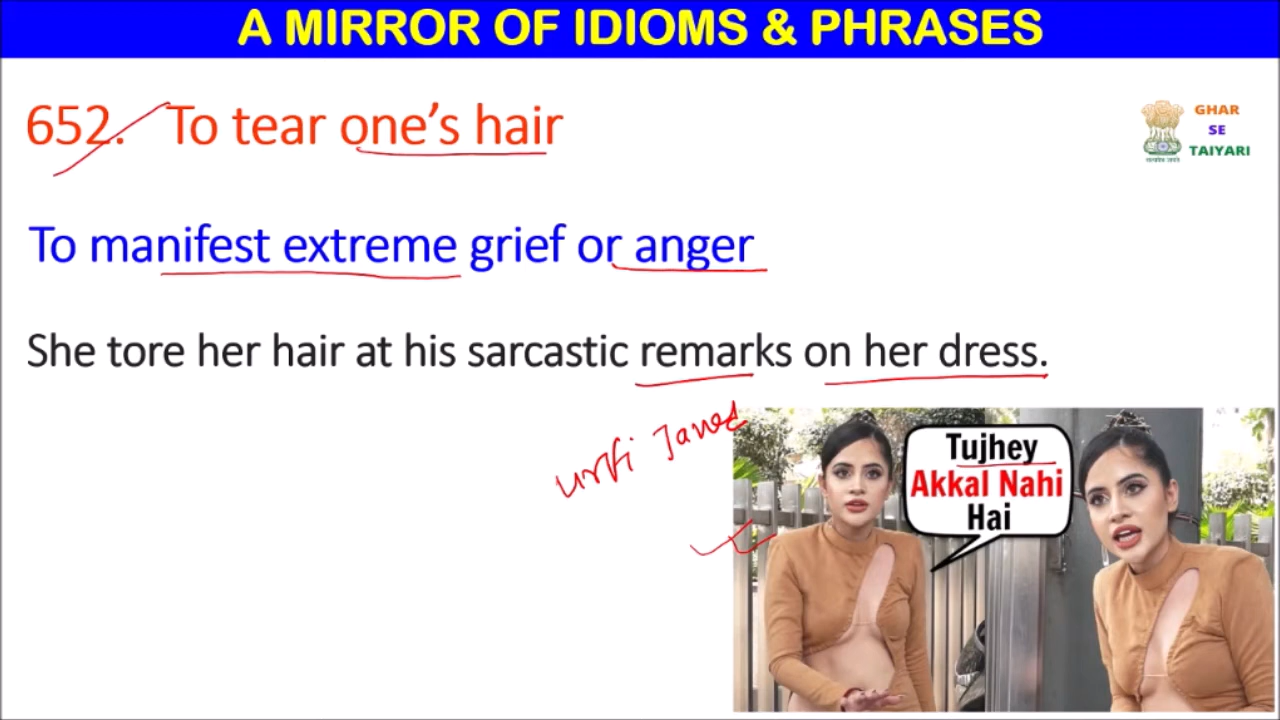 A MIRROR OF IDIOMS & PHRASES
652. To tear one’s hair
GHAR
SE
TAIYARI
To manifest extreme grief or anger
She tore her hair at his sarcastic remarks on her dress.
urfi Javed
Tujhey
Akkal Nahi
Hai